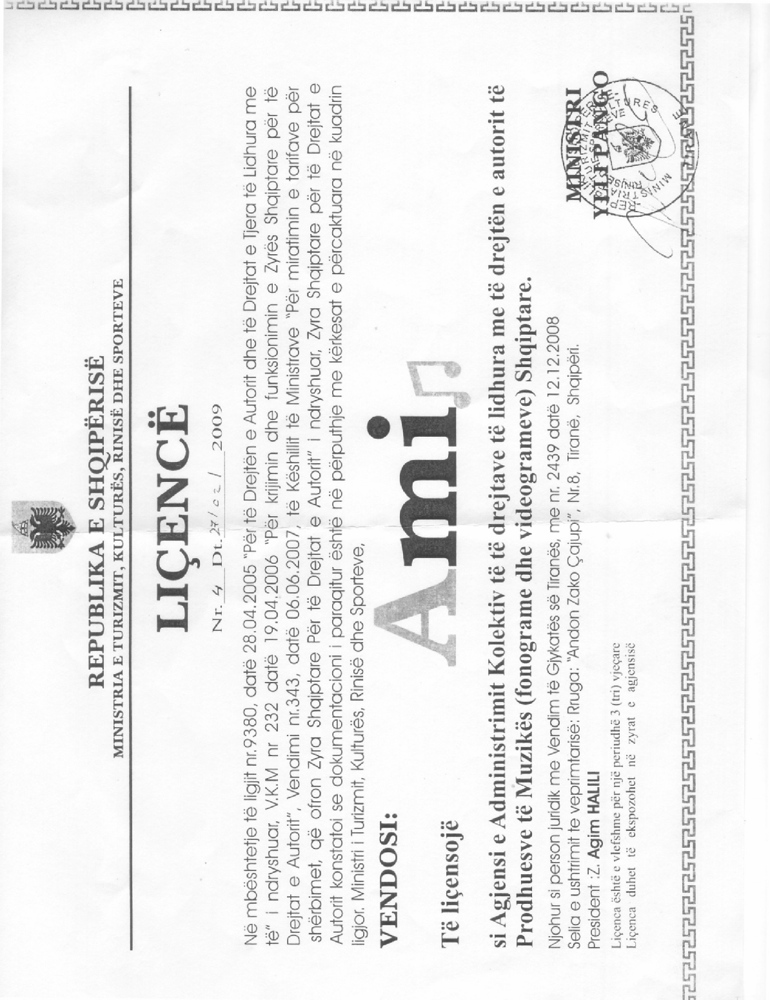 REPUBLIKA E SHQIPËRISË
MINISTRIA E TURIZMIT, KULTURËS, RINISË DHE SPORTEVE
LIÇENCË
Nr. 4 Dt. 27/02/ 2009
Në mbështetje të ligjit nr.9380, datë 28.04.2005 "Për të Drejtën e Autorit dhe të Drejtat e Tjera të Lidhura me
të" i ndryshuar, V.K.M nr 232 datë 19.04.2006 "Për krijimin dhe funksionimin e Zyrës Shqiptare për të
Drejtat e Autorit", Vendimi nr.343, datë 06.06.2007, të Këshillit të Ministrave "Për miratimin e tarifave për
shërbimet, që ofron Zyra Shqiptare Për të Drejtat e Autorit" i ndryshuar, Zyra Shqiptare për të Drejtat e
Autorit konstatoi se dokumentacioni i paraqitur është në përputhje me kërkesat e përcaktuara në kuadrin
ligjor. Ministri i Turizmit, Kulturës, Rinisë dhe Sporteve,
VENDOSI:
Të liçensojë
Ami
si Agjensi e Administrimit Kolektiv të të drejtave të lidhura me të drejtën e autorit të
Prodhuesve të Muzikës (fonograme dhe videogrameve) Shqiptare.
Njohur si person juridik me Vendim të Gjykatës së Tiranës, me nr. 2439 datë 12.12.2008
Selia e ushtrimit te veprimtarisë: Rruga: "Andon Zako Çajupi", Nr.8, Tiranë, Shqipëri.
President :Z. Agim HALILI
Liçenca është e vlefshme për një periudhë 3 (tri) vjeçare
Liçenca duhet të ekspozohet në zyrat e agjensisë
MINISTRI
YLLI PANGO